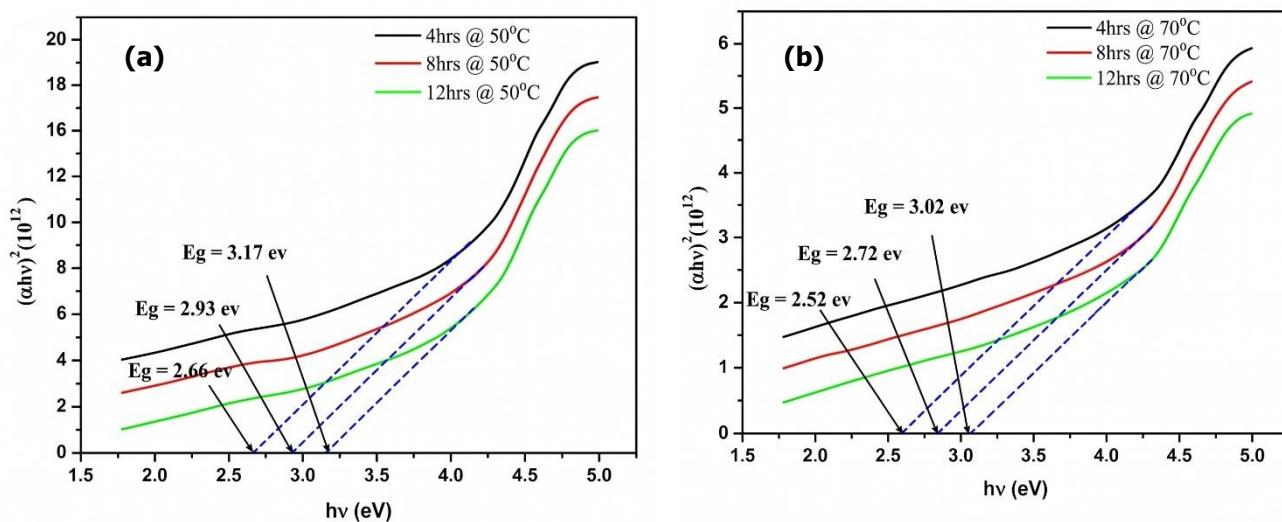 (a)
4hrs @ 50°C
8hrs @ 50°C
12hrs @ 50°C
20
18
16
14
12
10
8
6
4
2
0
(αhν)²(10¹²)
Eg = 3.17 ev
Eg = 2.93 ev
Eg = 2.66 ev
1.5 2.0 2.5 3.0 3.5 4.0 4.5 5.0
hν (eV)
(b)
4hrs @ 70°C
8hrs @ 70°C
12hrs @ 70°C
6
5
4
3
2
1
0
(αhν)²(10¹²)
Eg = 3.02 ev
Eg = 2.72 ev
Eg = 2.52 ev
1.5 2.0 2.5 3.0 3.5 4.0 4.5 5.0
hν (eV)